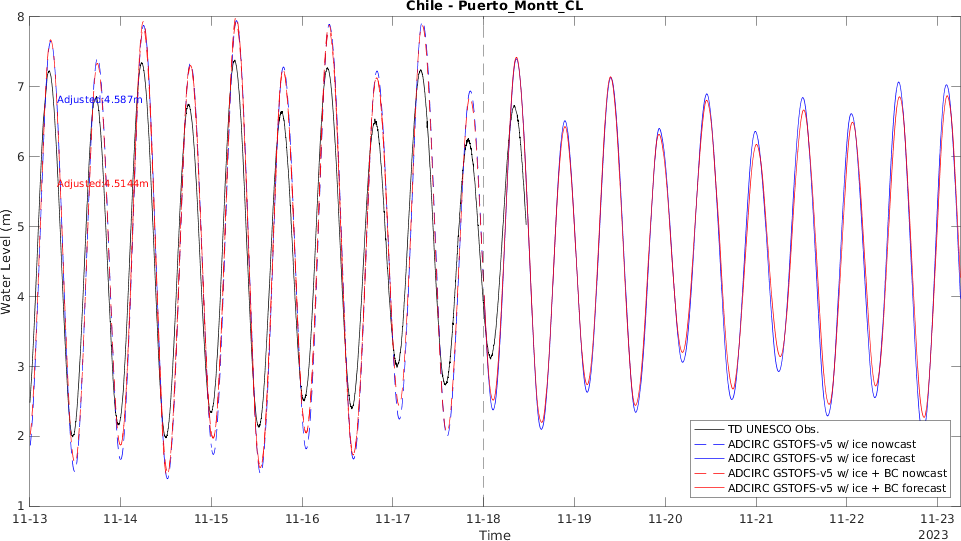 Chile - Puerto_Montt_CL
8
7
6
5
4
3
2
1
Water Level (m)
Adjusted:4.587m
Adjusted:4.5144m
TD UNESCO Obs.
ADCIRC GSTOFS-v5 w/ ice nowcast
ADCIRC GSTOFS-v5 w/ ice forecast
ADCIRC GSTOFS-v5 w/ ice + BC nowcast
ADCIRC GSTOFS-v5 w/ ice + BC forecast
11-13 11-14 11-15 11-16 11-17 11-18 11-19 11-20 11-21 11-22 11-23
Time
2023